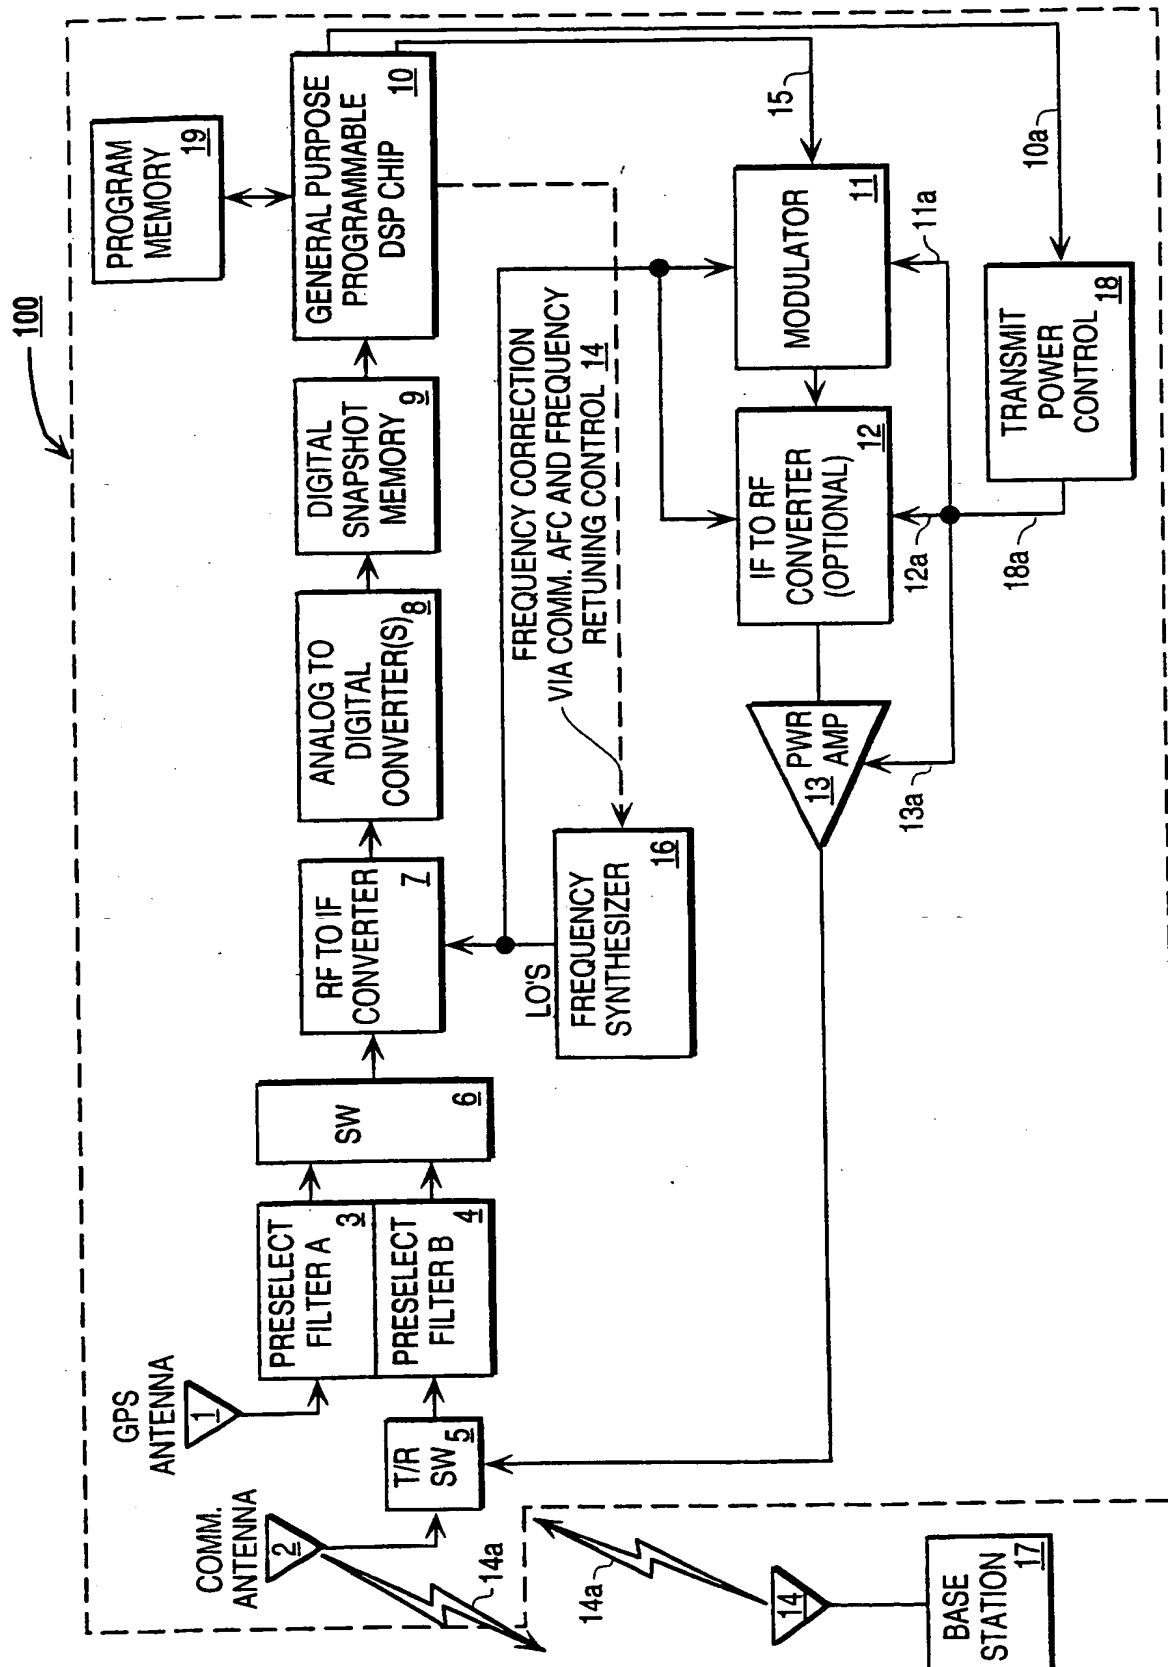 100
GPS
ANTENNA
1
COMM.
ANTENNA
2
14a
T/R
SW
5
PRESELECT
FILTER A
3
PRESELECT
FILTER B
4
SW
6
RF TO IF
CONVERTER
7
ANALOG TO
DIGITAL
CONVERTER(S)
8
DIGITAL
SNAPSHOT
MEMORY
9
GENERAL PURPOSE
PROGRAMMABLE
DSP CHIP
10
PROGRAM
MEMORY
19
LO'S
FREQUENCY
SYNTHESIZER
16
FREQUENCY CORRECTION
VIA COMM. AFC AND FREQUENCY
RETUNING CONTROL 14
15
MODULATOR
11
11a
10a
IF TO RF
CONVERTER
(OPTIONAL)
12
12a
PWR
AMP
13
13a
TRANSMIT
POWER
CONTROL
18
18a
14a
14
BASE
STATION
17